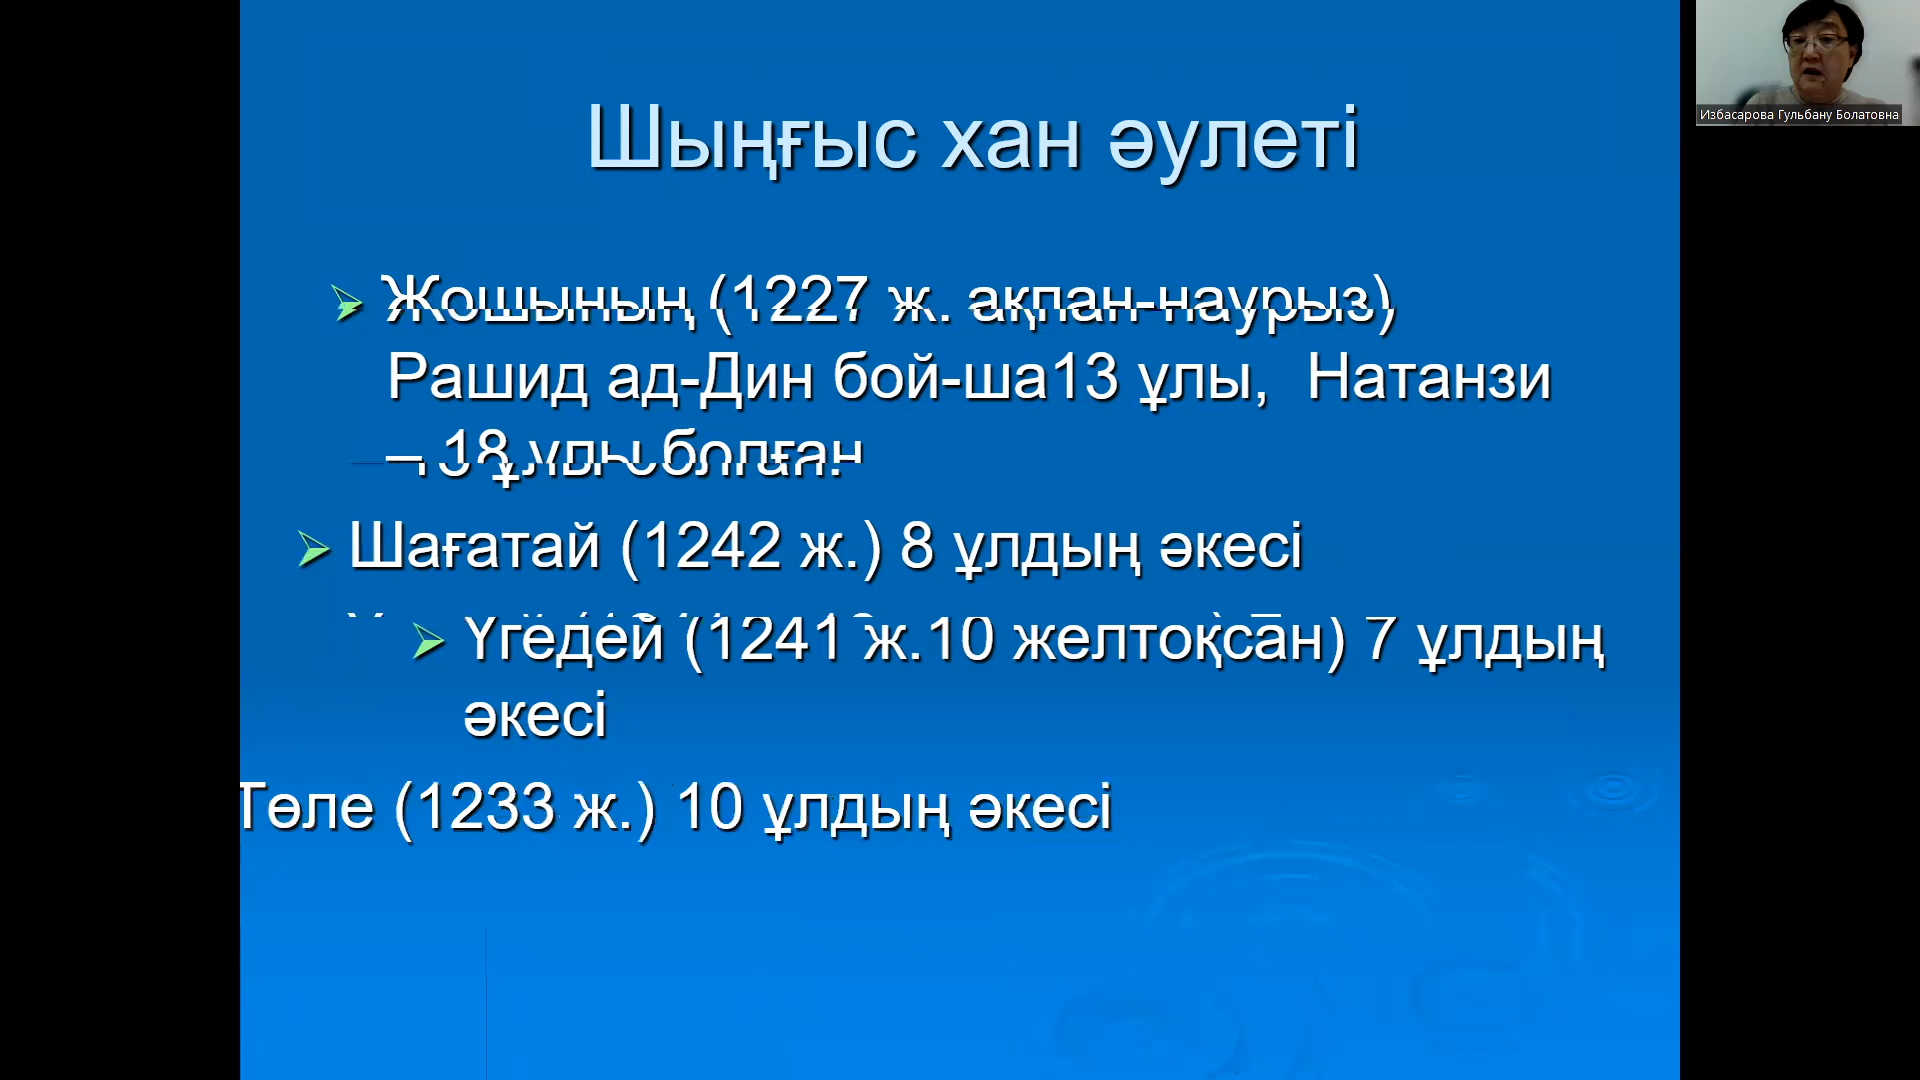 Шыңғыс хан әулеті
Избасарова Гульбану Болатовна
Жошының (1227 ж. ақпан-наурыз)
Рашид ад-Дин бой-ша13 ұлы, Натанзи
– 18 ұлы болған
Шағатай (1242 ж.) 8 ұлдың әкесі
Үгедей (1241 ж.10 желтоқсан) 7 ұлдың
әкесі
Төле (1233 ж.) 10 ұлдың әкесі